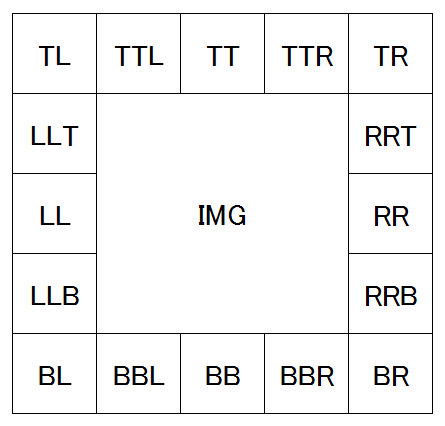 TL TTL TT TTR TR
LLT RRT
LL IMG RR
LLB RRB
BL BBL BB BBR BR